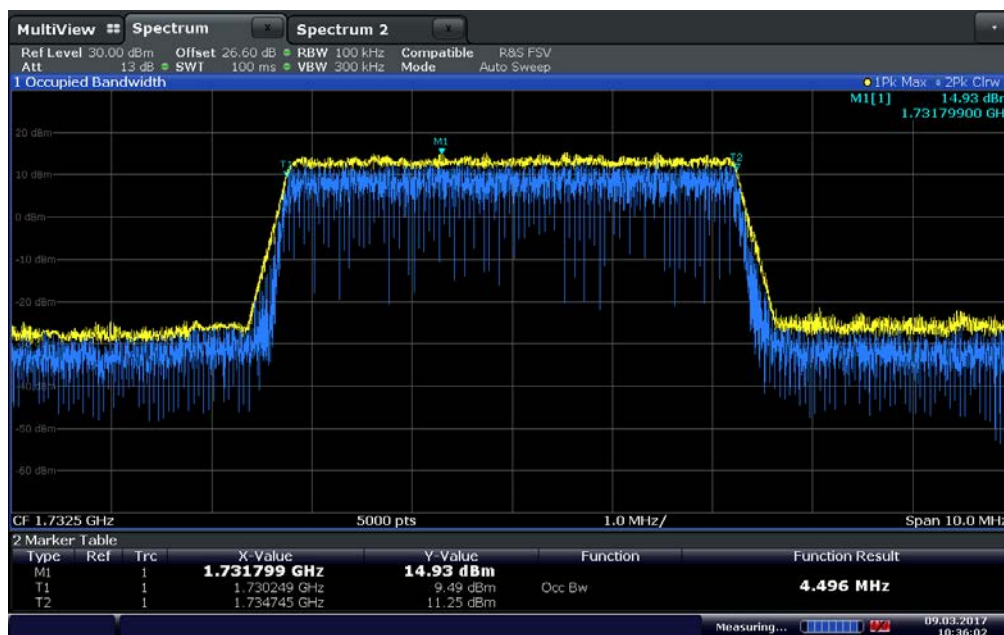 MultiView Spectrum x Spectrum 2 x
Ref Level 30.00 dBm Offset 26.60 dB RBW 100 kHz Compatible R&S FSV
Att 13 dB SWT 100 ms VBW 300 kHz Mode Auto Sweep
1 Occupied Bandwidth 1Pk Max 2Pk Clrw
M1[1] 14.93 dBm
1.73179900 GH
20 dBm
M1
T1
T2
10 dBm
0 dBm
-10 dBm
-20 dBm
-40 dBm
-50 dBm
-60 dBm
CF 1.7325 GHz 5000 pts 1.0 MHz/ Span 10.0 MHz
2 Marker Table
Type Ref Trc X-Value Y-Value Function Function Result
M1 1 1.731799 GHz 14.93 dBm
T1 1 1.730249 GHz 9.49 dBm Occ Bw 4.496 MHz
T2 1 1.734745 GHz 11.25 dBm
Measuring... 09.03.2017
10:36:02